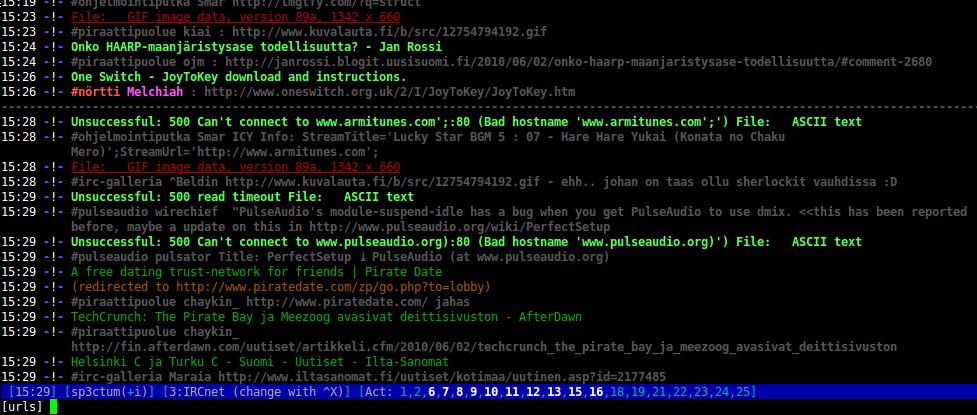 15:19 -!- #ohjelmointiputka Smar http://lmgtfy.com/?q=struct
15:23 -!- File:   GIF image data, version 89a, 1342 x 660
15:23 -!- #piraattipuolue kiai : http://www.kuvalauta.fi/b/src/12754794192.gif
15:24 -!- Onko HAARP-maanjäristysase todellisuutta? - Jan Rossi
15:24 -!- #piraattipuolue ojm : http://janrossi.blogit.uusisuomi.fi/2010/06/02/onko-haarp-maanjaristysase-todellisuutta/#comment-2680
15:26 -!- One Switch - JoyToKey download and instructions.
15:26 -!- #nörtti Melchiah : http://www.oneswitch.org.uk/2/I/JoyToKey/JoyToKey.htm
15:28 -!- Unsuccessful: 500 Can't connect to www.armitunes.com';:80 (Bad hostname 'www.armitunes.com';') File:   ASCII text
15:28 -!- #ohjelmointiputka Smar ICY Info: StreamTitle='Lucky Star BGM 5 : 07 - Hare Hare Yukai (Konata no Chaku
Mero)';StreamUrl='http://www.armitunes.com';
15:28 -!- File:   GIF image data, version 89a, 1342 x 660
15:28 -!- #irc-galleria ^Beldin http://www.kuvalauta.fi/b/src/12754794192.gif - ehh.. johan on taas ollu sherlockit vauhdissa :D
15:29 -!- Unsuccessful: 500 read timeout File:   ASCII text
15:29 -!- #pulseaudio wirechief  "PulseAudio's module-suspend-idle has a bug when you get PulseAudio to use dmix. <<this has been reported
before, maybe a update on this in http://www.pulseaudio.org/wiki/PerfectSetup
15:29 -!- Unsuccessful: 500 Can't connect to www.pulseaudio.org):80 (Bad hostname 'www.pulseaudio.org)') File:   ASCII text
15:29 -!- #pulseaudio pulsator Title: PerfectSetup ⤓ PulseAudio (at www.pulseaudio.org)
15:29 -!- A free dating trust-network for friends | Pirate Date
15:29 -!- (redirected to http://www.piratedate.com/zp/go.php?to=lobby)
15:29 -!- #piraattipuolue chaykin_ http://www.piratedate.com/ jahas
15:29 -!- TechCrunch: The Pirate Bay ja Meezoog avasivat deittisivuston - AfterDawn
15:29 -!- #piraattipuolue chaykin_
http://fin.afterdawn.com/uutiset/artikkeli.cfm/2010/06/02/techcrunch_the_pirate_bay_ja_meezoog_avasivat_deittisivuston
15:29 -!- Helsinki C ja Turku C - Suomi - Uutiset - Ilta-Sanomat
15:29 -!- #irc-galleria Maraia http://www.iltasanomat.fi/uutiset/kotimaa/uutinen.asp?id=2177485
[15:29] [sp3ctum(+i)] [3:IRCnet (change with ^X)] [Act: 1,2,6,7,8,9,10,11,12,13,15,16,18,19,21,22,23,24,25]
[urls]